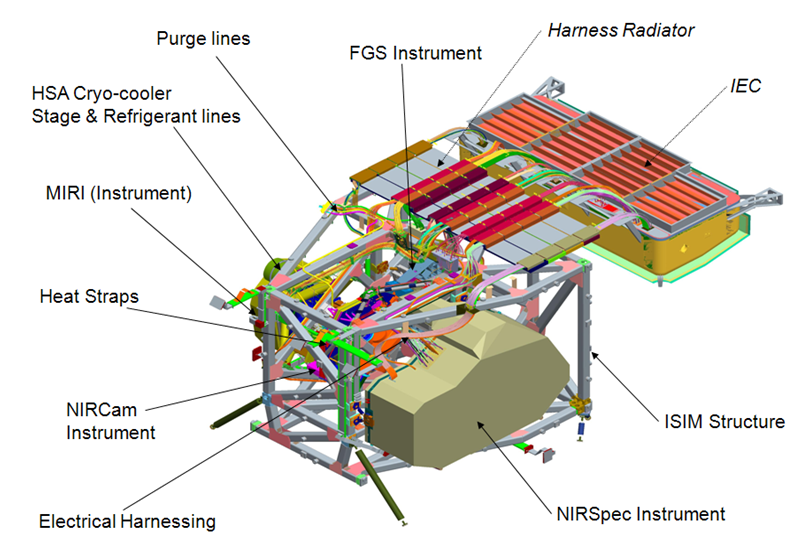 Purge lines
FGS Instrument
Harness Radiator
IEC
HSA Cryo-cooler
Stage & Refrigerant lines
MIRI (Instrument)
Heat Straps
NIRCam
Instrument
Electrical Harnessing
ISIM Structure
NIRSpec Instrument